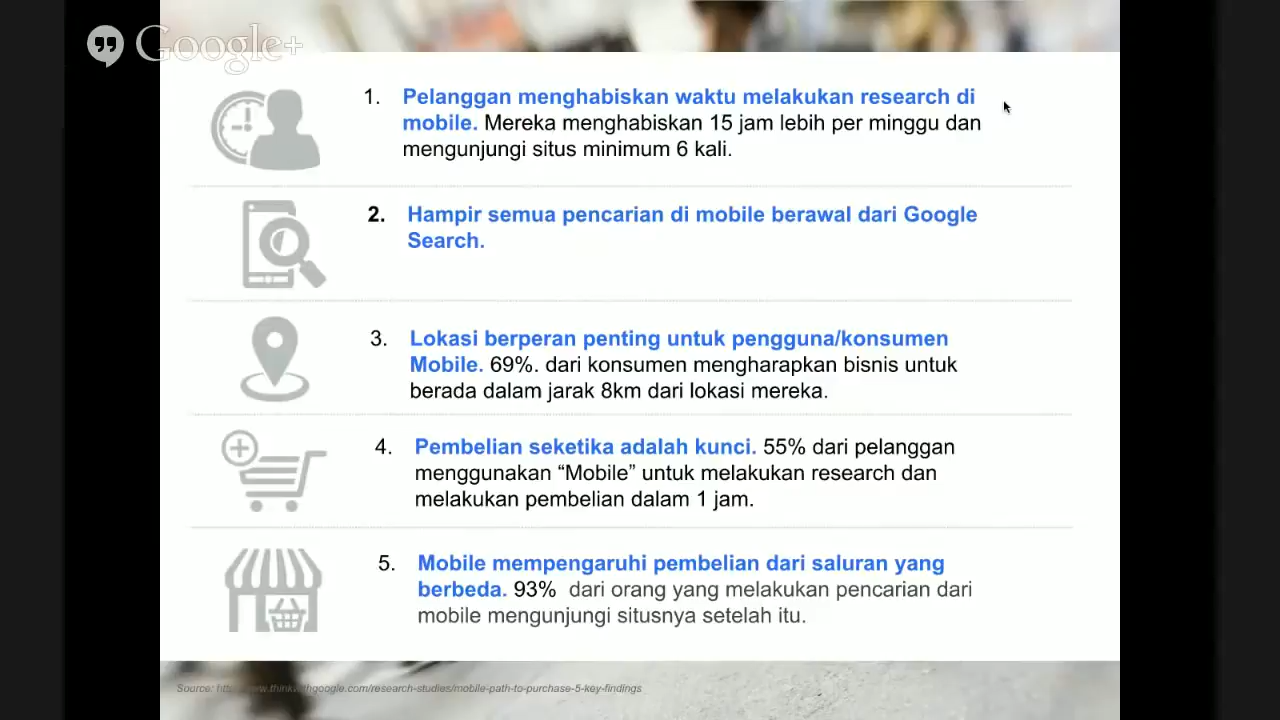 Google+
1. Pelanggan menghabiskan waktu melakukan research di
mobile. Mereka menghabiskan 15 jam lebih per minggu dan
mengunjungi situs minimum 6 kali.
2. Hampir semua pencarian di mobile berawal dari Google
Search.
3. Lokasi berperan penting untuk pengguna/konsumen
Mobile. 69%. dari konsumen mengharapkan bisnis untuk
berada dalam jarak 8km dari lokasi mereka.
4. Pembelian seketika adalah kunci. 55% dari pelanggan
menggunakan “Mobile” untuk melakukan research dan
melakukan pembelian dalam 1 jam.
5. Mobile mempengaruhi pembelian dari saluran yang
berbeda. 93% dari orang yang melakukan pencarian dari
mobile mengunjungi situsnya setelah itu.
Source: http://www.thinkwithgoogle.com/research-studies/mobile-path-to-purchase-5-key-findings